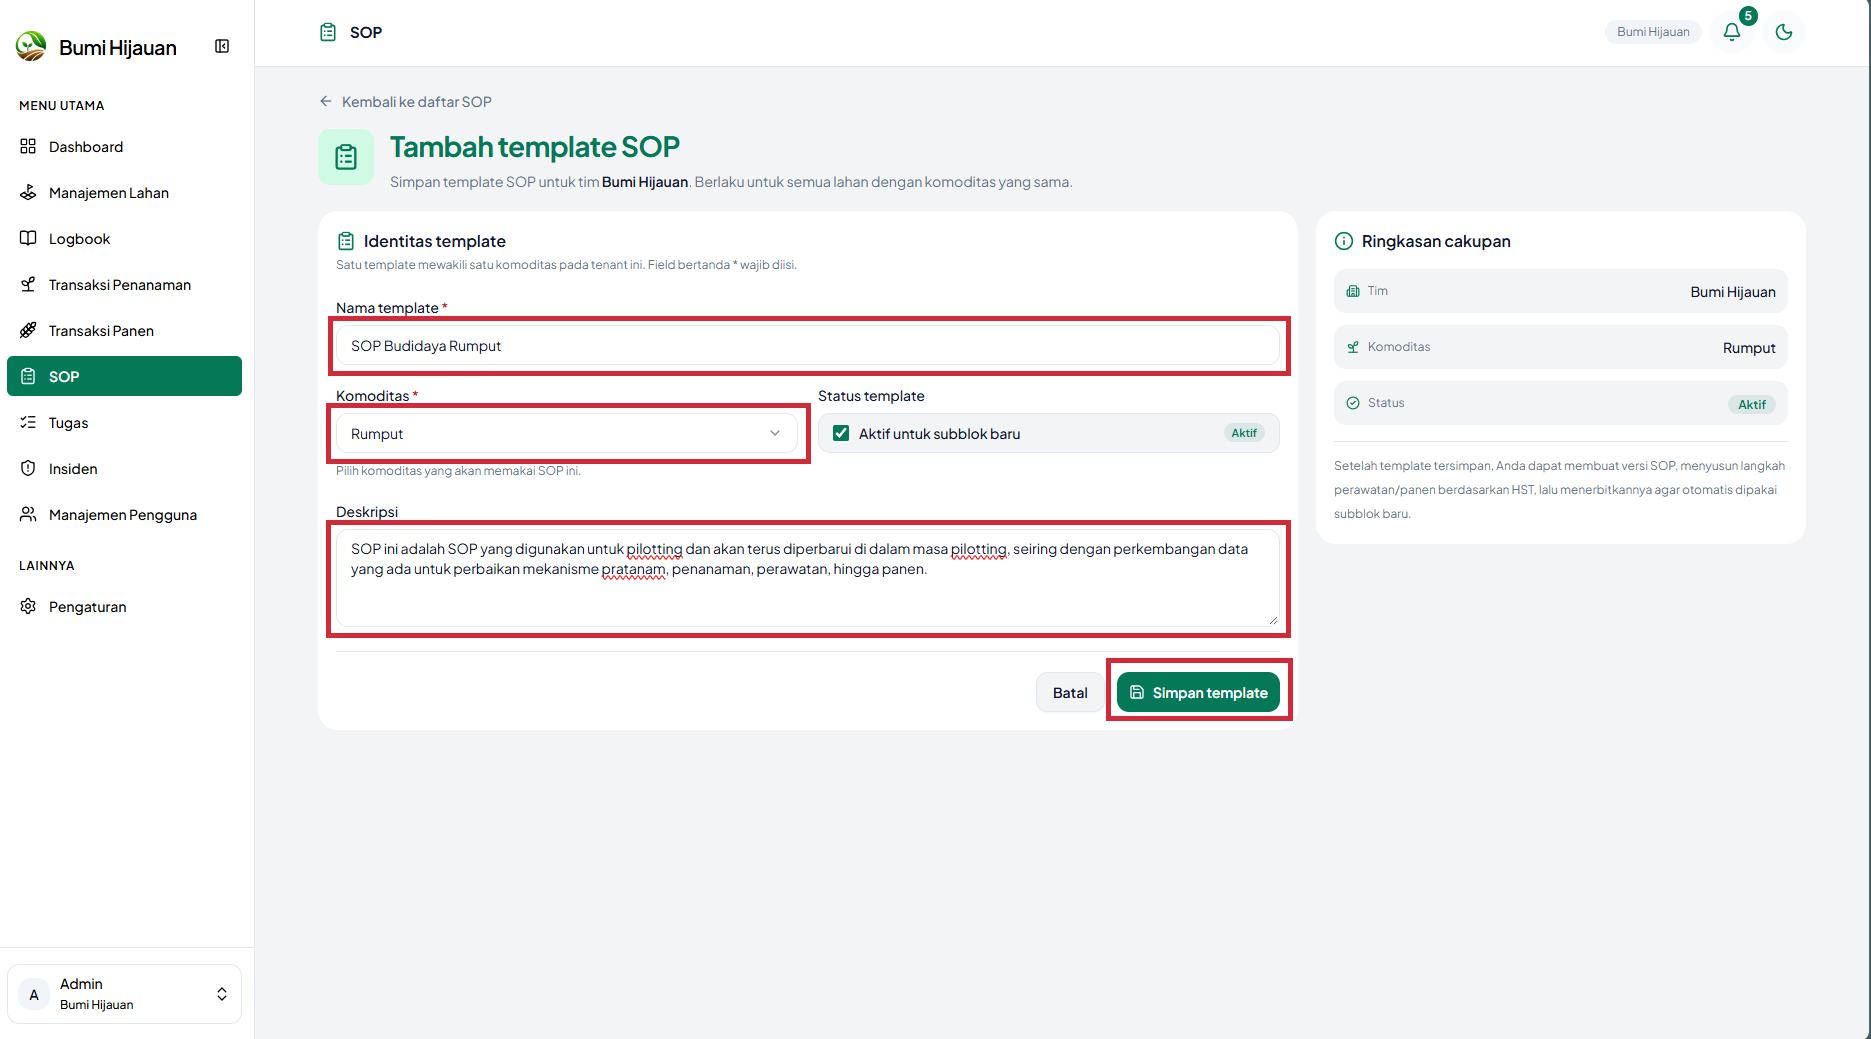 Bumi Hijauan
MENU UTAMA
Dashboard
Manajemen Lahan
Logbook
Transaksi Penanaman
Transaksi Panen
SOP
Tugas
Insiden
Manajemen Pengguna
LAINNYA
Pengaturan
A
Admin
Bumi Hijauan
SOP
Bumi Hijauan
5
Kembali ke daftar SOP
Tambah template SOP
Simpan template SOP untuk tim Bumi Hijauan. Berlaku untuk semua lahan dengan komoditas yang sama.
Identitas template
Satu template mewakili satu komoditas pada tenant ini. Field bertanda * wajib diisi.
Nama template *
SOP Budidaya Rumput
Komoditas *
Rumput
Pilih komoditas yang akan memakai SOP ini.
Status template
Aktif untuk subblok baru
Aktif
Deskripsi
SOP ini adalah SOP yang digunakan untuk pilotting dan akan terus diperbarui di dalam masa pilotting, seiring dengan perkembangan data
yang ada untuk perbaikan mekanisme pratanam, penanaman, perawatan, hingga panen.
Batal
Simpan template
Ringkasan cakupan
Tim
Bumi Hijauan
Komoditas
Rumput
Status
Aktif
Setelah template tersimpan, Anda dapat membuat versi SOP, menyusun langkah
perawatan/panen berdasarkan HST, lalu menerbitkannya agar otomatis dipakai
subblok baru.